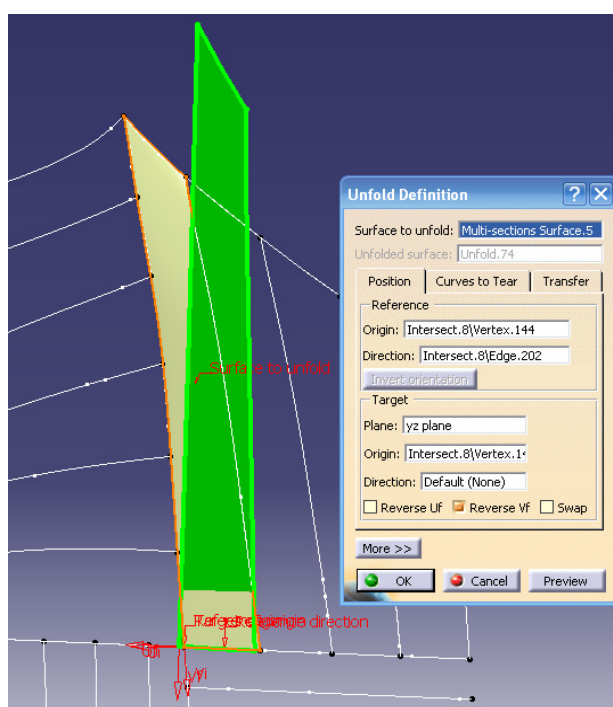 Unfold Definition
Surface to unfold: Multi-sections Surface.5
Unfolded surface: Unfold.74
Position Curves to Tear Transfer
Reference
Origin: Intersect.8\Vertex.144
Direction: Intersect.8\Edge.202
Invert orientation
Target
Plane: yz plane
Origin: Intersect.8\Vertex.14
Direction: Default (None)
Reverse Uf Reverse Vf Swap
More >>
OK Cancel Preview
Surface to unfold
direction